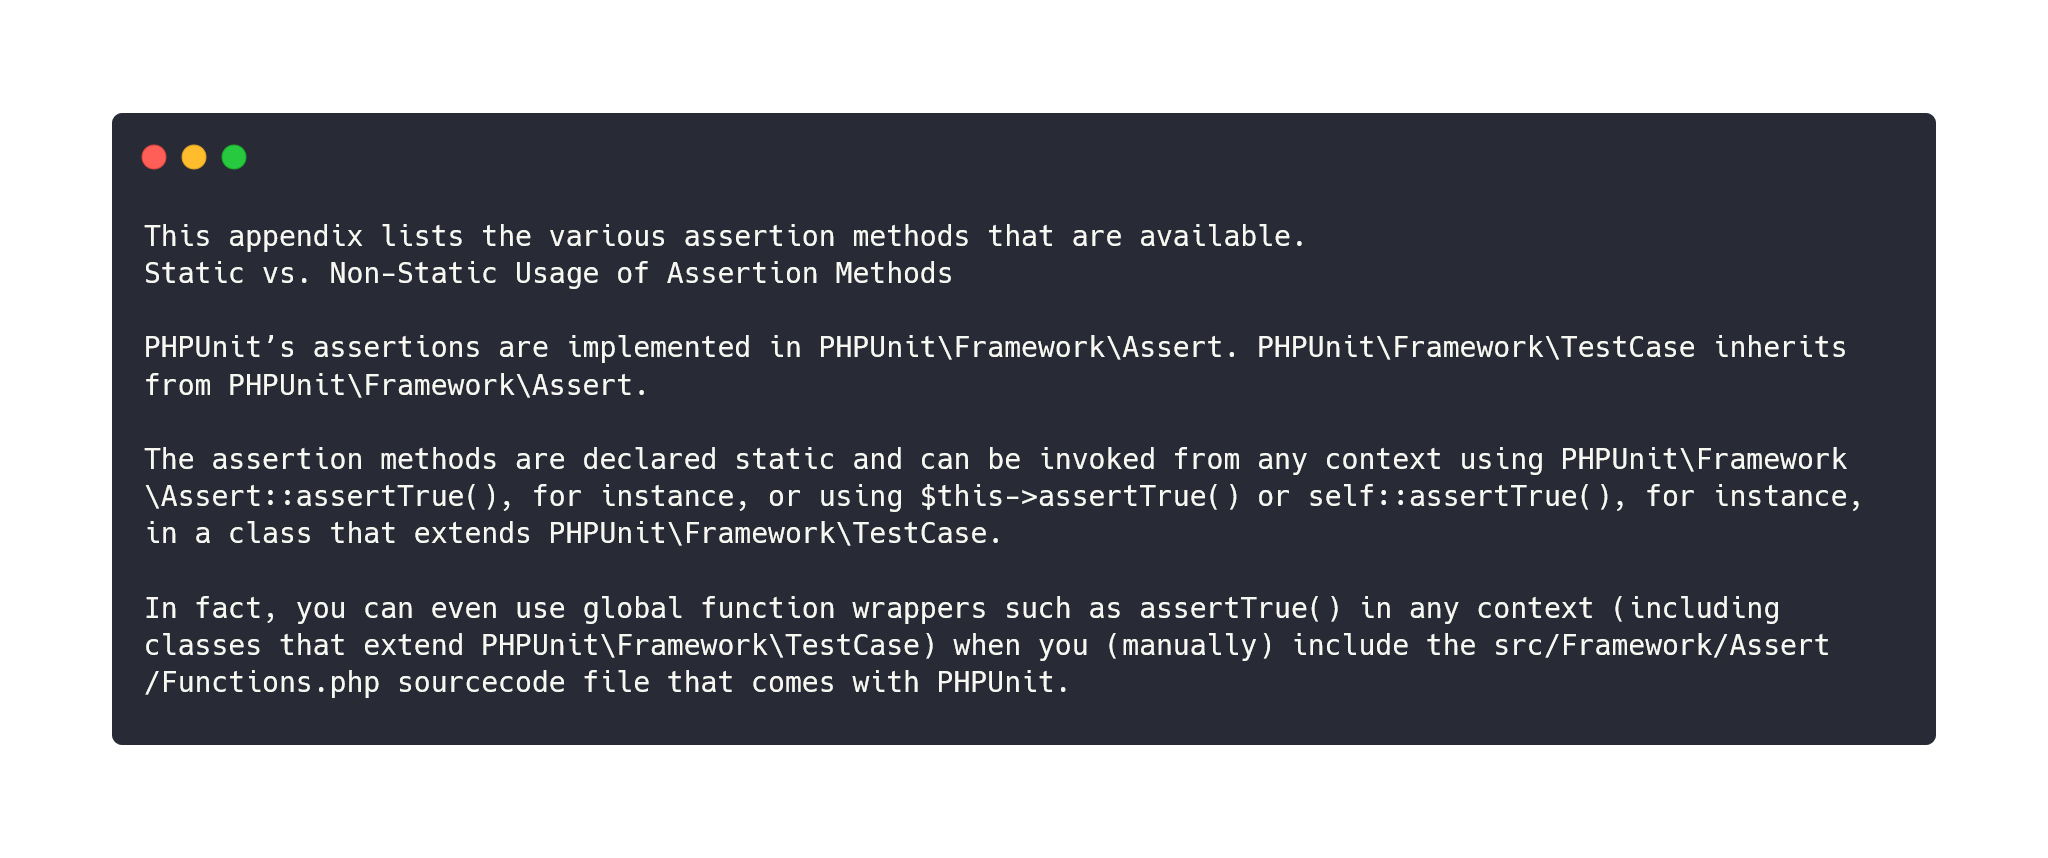 This appendix lists the various assertion methods that are available.
Static vs. Non-Static Usage of Assertion Methods
PHPUnit’s assertions are implemented in PHPUnit\Framework\Assert. PHPUnit\Framework\TestCase inherits
from PHPUnit\Framework\Assert.
The assertion methods are declared static and can be invoked from any context using PHPUnit\Framework
\Assert::assertTrue(), for instance, or using $this->assertTrue() or self::assertTrue(), for instance,
in a class that extends PHPUnit\Framework\TestCase.
In fact, you can even use global function wrappers such as assertTrue() in any context (including
classes that extend PHPUnit\Framework\TestCase) when you (manually) include the src/Framework/Assert
/Functions.php sourcecode file that comes with PHPUnit.